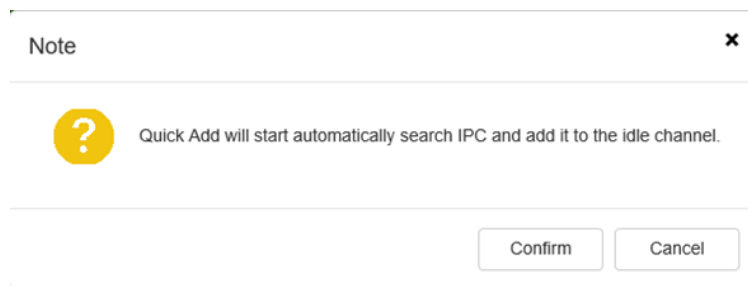 Note
Quick Add will start automatically search IPC and add it to the idle channel.
Confirm Cancel